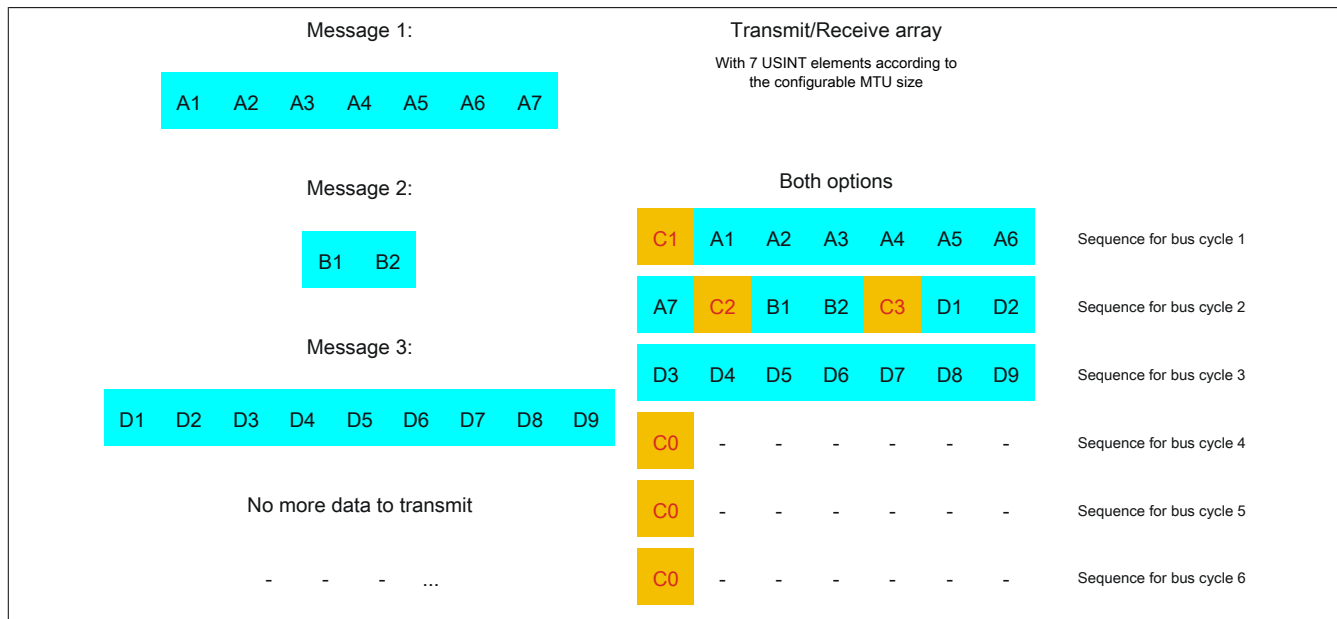 Message 1:
A1 A2 A3 A4 A5 A6 A7
Message 2:
B1 B2
Message 3:
D1 D2 D3 D4 D5 D6 D7 D8 D9
No more data to transmit
- - - ...
Transmit/Receive array
With 7 USINT elements according to
the configurable MTU size
Both options
C1 A1 A2 A3 A4 A5 A6 Sequence for bus cycle 1
A7 C2 B1 B2 C3 D1 D2 Sequence for bus cycle 2
D3 D4 D5 D6 D7 D8 D9 Sequence for bus cycle 3
C0 - - - - - - Sequence for bus cycle 4
C0 - - - - - - Sequence for bus cycle 5
C0 - - - - - - Sequence for bus cycle 6